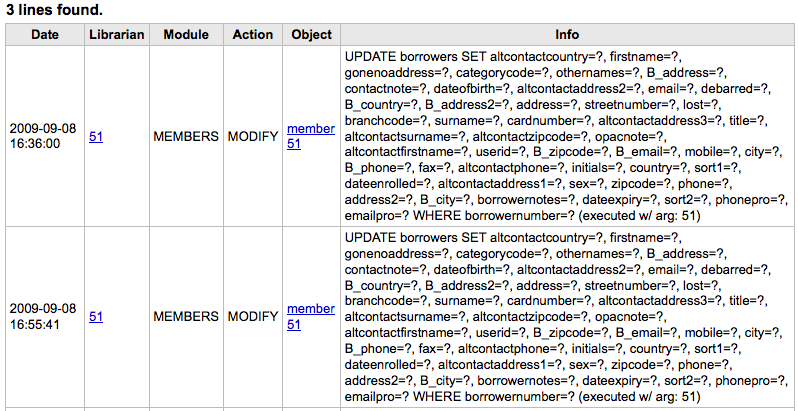 3 lines found.
Date Librarian Module Action Object Info
2009-09-08
16:36:00
51
MEMBERS
MODIFY
member
51
UPDATE borrowers SET altcontactcountry=?, firstname=?,
gonenoaddress=?, categorycode=?, othernames=?, B_address=?,
contactnote=?, dateofbirth=?, altcontactaddress2=?, email=?, debarred=?,
B_country=?, B_address2=?, address=?, streetnumber=?, lost=?,
branchcode=?, surname=?, cardnumber=?, altcontactaddress3=?, title=?,
altcontactsurname=?, altcontactzipcode=?, opacnote=?,
altcontactfirstname=?, userid=?, B_zipcode=?, B_email=?, mobile=?, city=?,
B_phone=?, fax=?, altcontactphone=?, initials=?, country=?, sort1=?,
dateenrolled=?, altcontactaddress1=?, sex=?, zipcode=?, phone=?,
address2=?, B_city=?, borrowernotes=?, dateexpiry=?, sort2=?, phonepro=?,
emailpro=? WHERE borrowernumber=? (executed w/ arg: 51)
2009-09-08
16:55:41
51
MEMBERS
MODIFY
member
51
UPDATE borrowers SET altcontactcountry=?, firstname=?,
gonenoaddress=?, categorycode=?, othernames=?, B_address=?,
contactnote=?, dateofbirth=?, altcontactaddress2=?, email=?, debarred=?,
B_country=?, B_address2=?, address=?, streetnumber=?, lost=?,
branchcode=?, surname=?, cardnumber=?, altcontactaddress3=?, title=?,
altcontactsurname=?, altcontactzipcode=?, opacnote=?,
altcontactfirstname=?, userid=?, B_zipcode=?, B_email=?, mobile=?, city=?,
B_phone=?, fax=?, altcontactphone=?, initials=?, country=?, sort1=?,
dateenrolled=?, altcontactaddress1=?, sex=?, zipcode=?, phone=?,
address2=?, B_city=?, borrowernotes=?, dateexpiry=?, sort2=?, phonepro=?,
emailpro=? WHERE borrowernumber=? (executed w/ arg: 51)